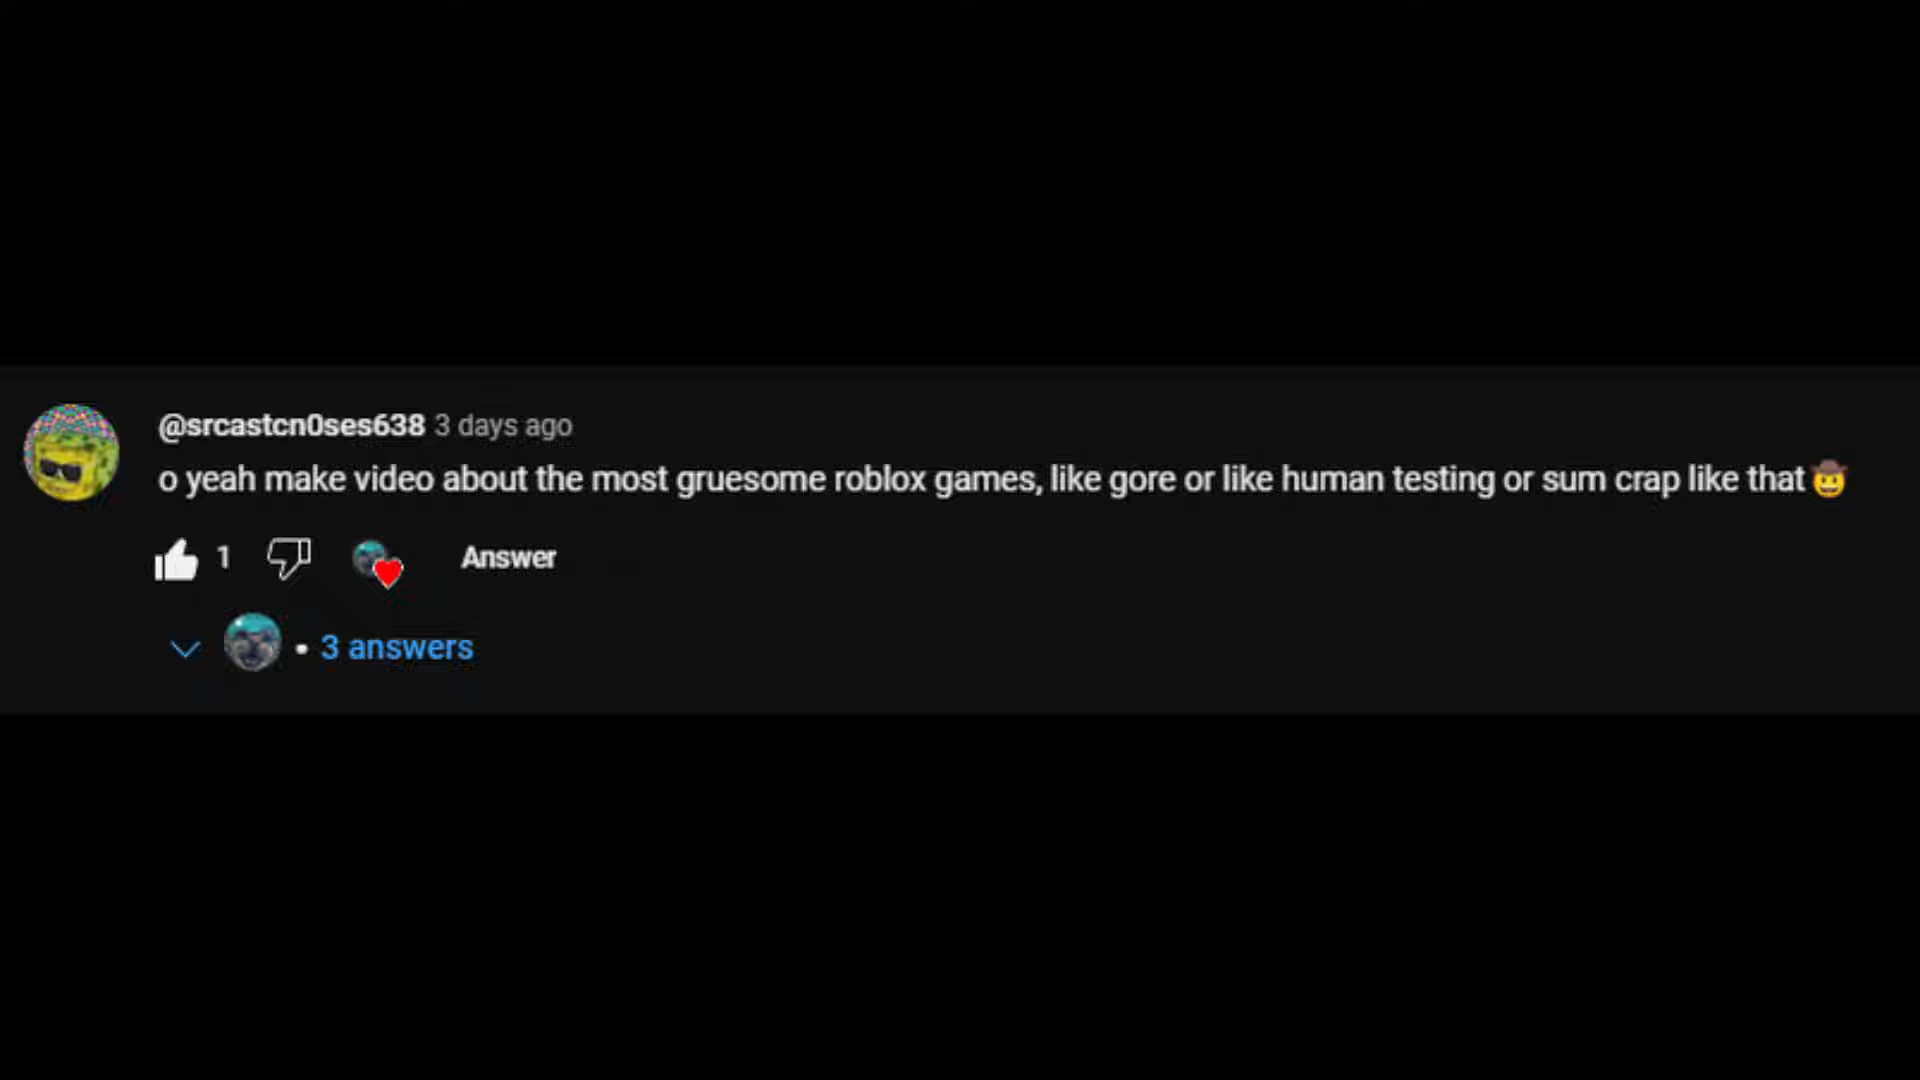 @srcastcn0ses638 3 days ago
o yeah make video about the most gruesome roblox games, like gore or like human testing or sum crap like that🤠
1 Answer
• 3 answers